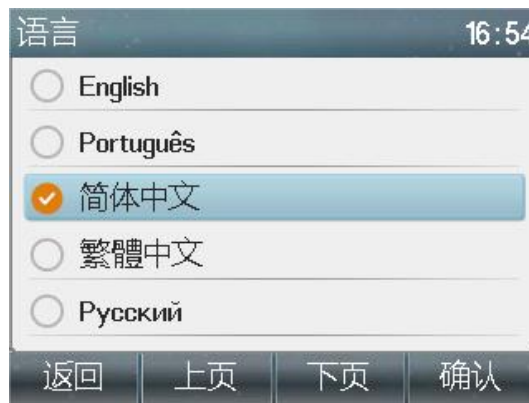 语言 16:54
English
Português
简体中文
繁體中文
Русский
返回 上页 下页 确认